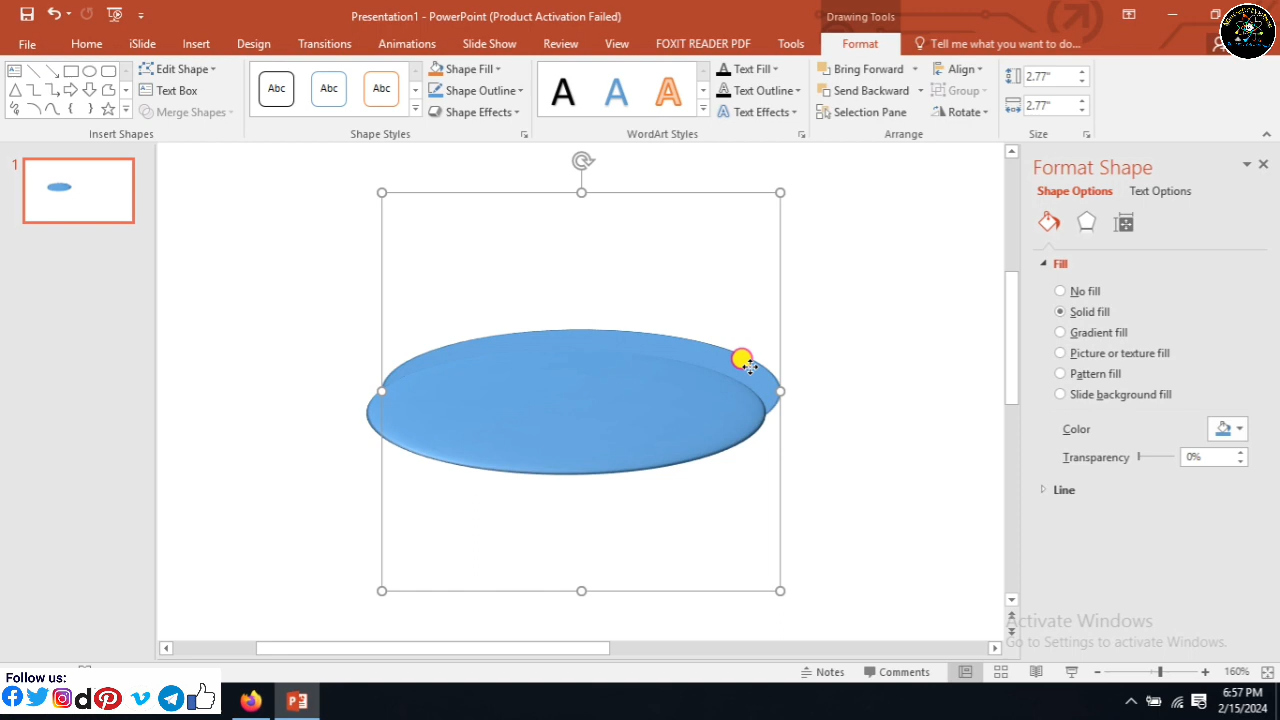 Presentation1 - PowerPoint (Product Activation Failed)
Drawing Tools
File
Home
iSlide
Insert
Design
Transitions
Animations
Slide Show
Review
View
FOXIT READER PDF
Tools
Format
Tell me what you want to do...
Edit Shape
Text Box
Merge Shapes
Insert Shapes
Abc
Abc
Abc
Shape Fill
Shape Outline
Shape Effects
Shape Styles
A
A
A
Text Fill
Text Outline
Text Effects
WordArt Styles
Bring Forward
Send Backward
Selection Pane
Align
Group
Rotate
Arrange
2.77"
2.77"
Size
1
Format Shape
Shape Options
Text Options
Fill
No fill
Solid fill
Gradient fill
Picture or texture fill
Pattern fill
Slide background fill
Color
Transparency
0%
Line
Activate Windows
Go to Settings to activate Windows.
Notes
Comments
160%
Follow us:
6:57 PM
2/15/2024